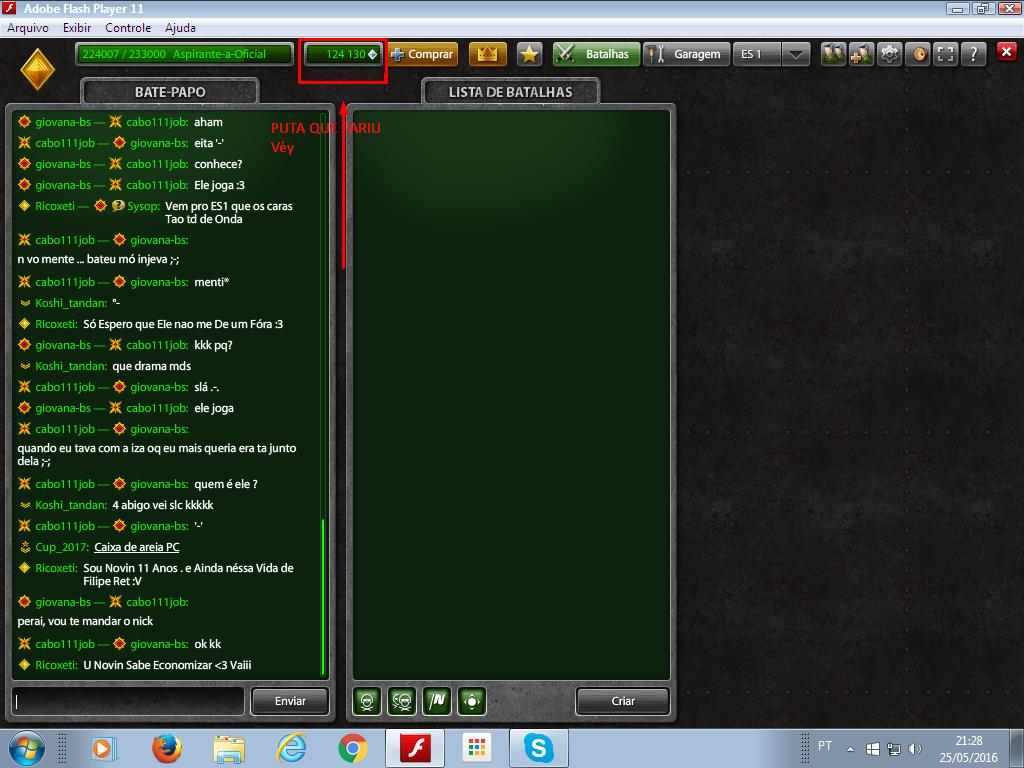 Adobe Flash Player 11
Arquivo Exibir Controle Ajuda
224007 / 233000 Aspirante-a-Oficial
124 130
Comprar
Batalhas
Garagem
ES 1
?
BATE-PAPO
LISTA DE BATALHAS
PUTA QUE PARIU
Véy
giovana-bs — cabo111job: aham
cabo111job — giovana-bs: eita '-'
giovana-bs — cabo111job: conhece?
giovana-bs — cabo111job: Ele joga :3
Ricoxeti — Sysop: Vem pro ES1 que os caras
Tao td de Onda
cabo111job — giovana-bs:
n vo mente ... bateu mó injeva ;-;
cabo111job — giovana-bs: menti*
Koshi_tandan: °-
Ricoxeti: Só Espero que Ele nao me De um Fóra :3
giovana-bs — cabo111job: kkk pq?
Koshi_tandan: que drama mds
cabo111job — giovana-bs: slá .-.
giovana-bs — cabo111job: ele joga
cabo111job — giovana-bs:
quando eu tava com a iza oq eu mais queria era ta junto
dela ;-;
cabo111job — giovana-bs: quem é ele ?
Koshi_tandan: 4 abigo vei slc kkkkk
cabo111job — giovana-bs: '-'
Cup_2017: Caixa de areia PC
Ricoxeti: Sou Novin 11 Anos . e Ainda néssa Vida de
Filipe Ret :V
giovana-bs — cabo111job:
perai, vou te mandar o nick
cabo111job — giovana-bs: ok kk
Ricoxeti: U Novin Sabe Economizar <3 Vaiii
Enviar
Criar
PT
21:28
25/05/2016